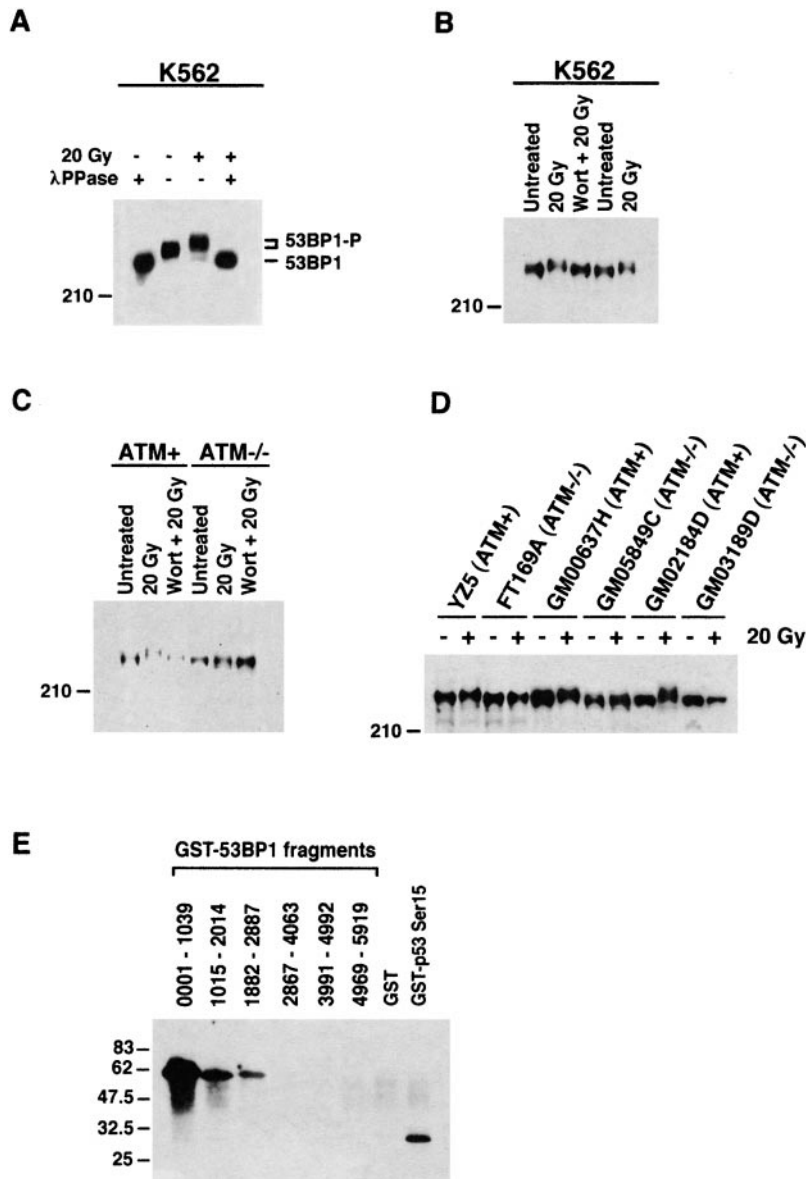 A
K562
20 Gy - - + +
λPPase + - - +
53BP1-P
53BP1
210
B
K562
Untreated
20 Gy
Wort + 20 Gy
Untreated
20 Gy
210
C
ATM+ ATM-/-
Untreated
20 Gy
Wort + 20 Gy
Untreated
20 Gy
Wort + 20 Gy
210
D
YZ5 (ATM+)
FT169A (ATM-/-)
GM00637H (ATM+)
GM05849C (ATM-/-)
GM02184D (ATM+)
GM03189D (ATM-/-)
- + - + - + - + - + - + 20 Gy
210
E
GST-53BP1 fragments
0001 - 1039
1015 - 2014
1882 - 2887
2867 - 4063
3991 - 4992
4969 - 5919
GST
GST-p53 Ser15
83
62
47.5
32.5
25